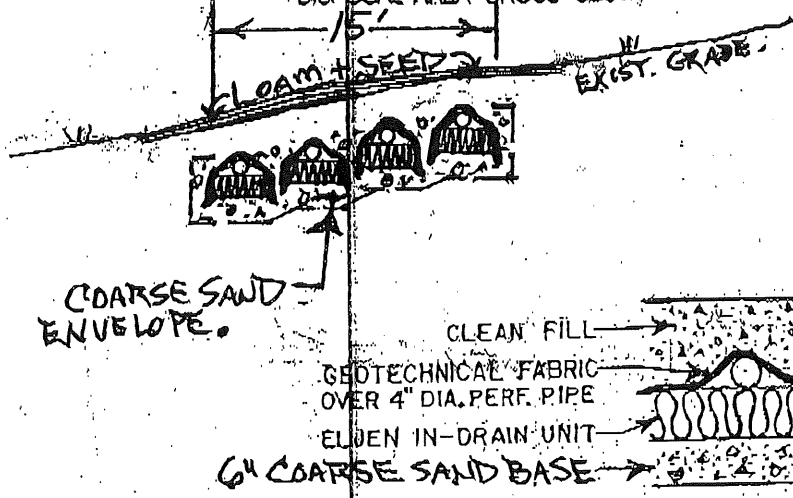 15'
LOAM + SEED
EXIST. GRADE.
COARSE SAND
ENVELOPE.
CLEAN FILL
GEOTECHNICAL FABRIC
OVER 4" DIA. PERF. PIPE
ELJEN IN-DRAIN UNIT
6" COARSE SAND BASE